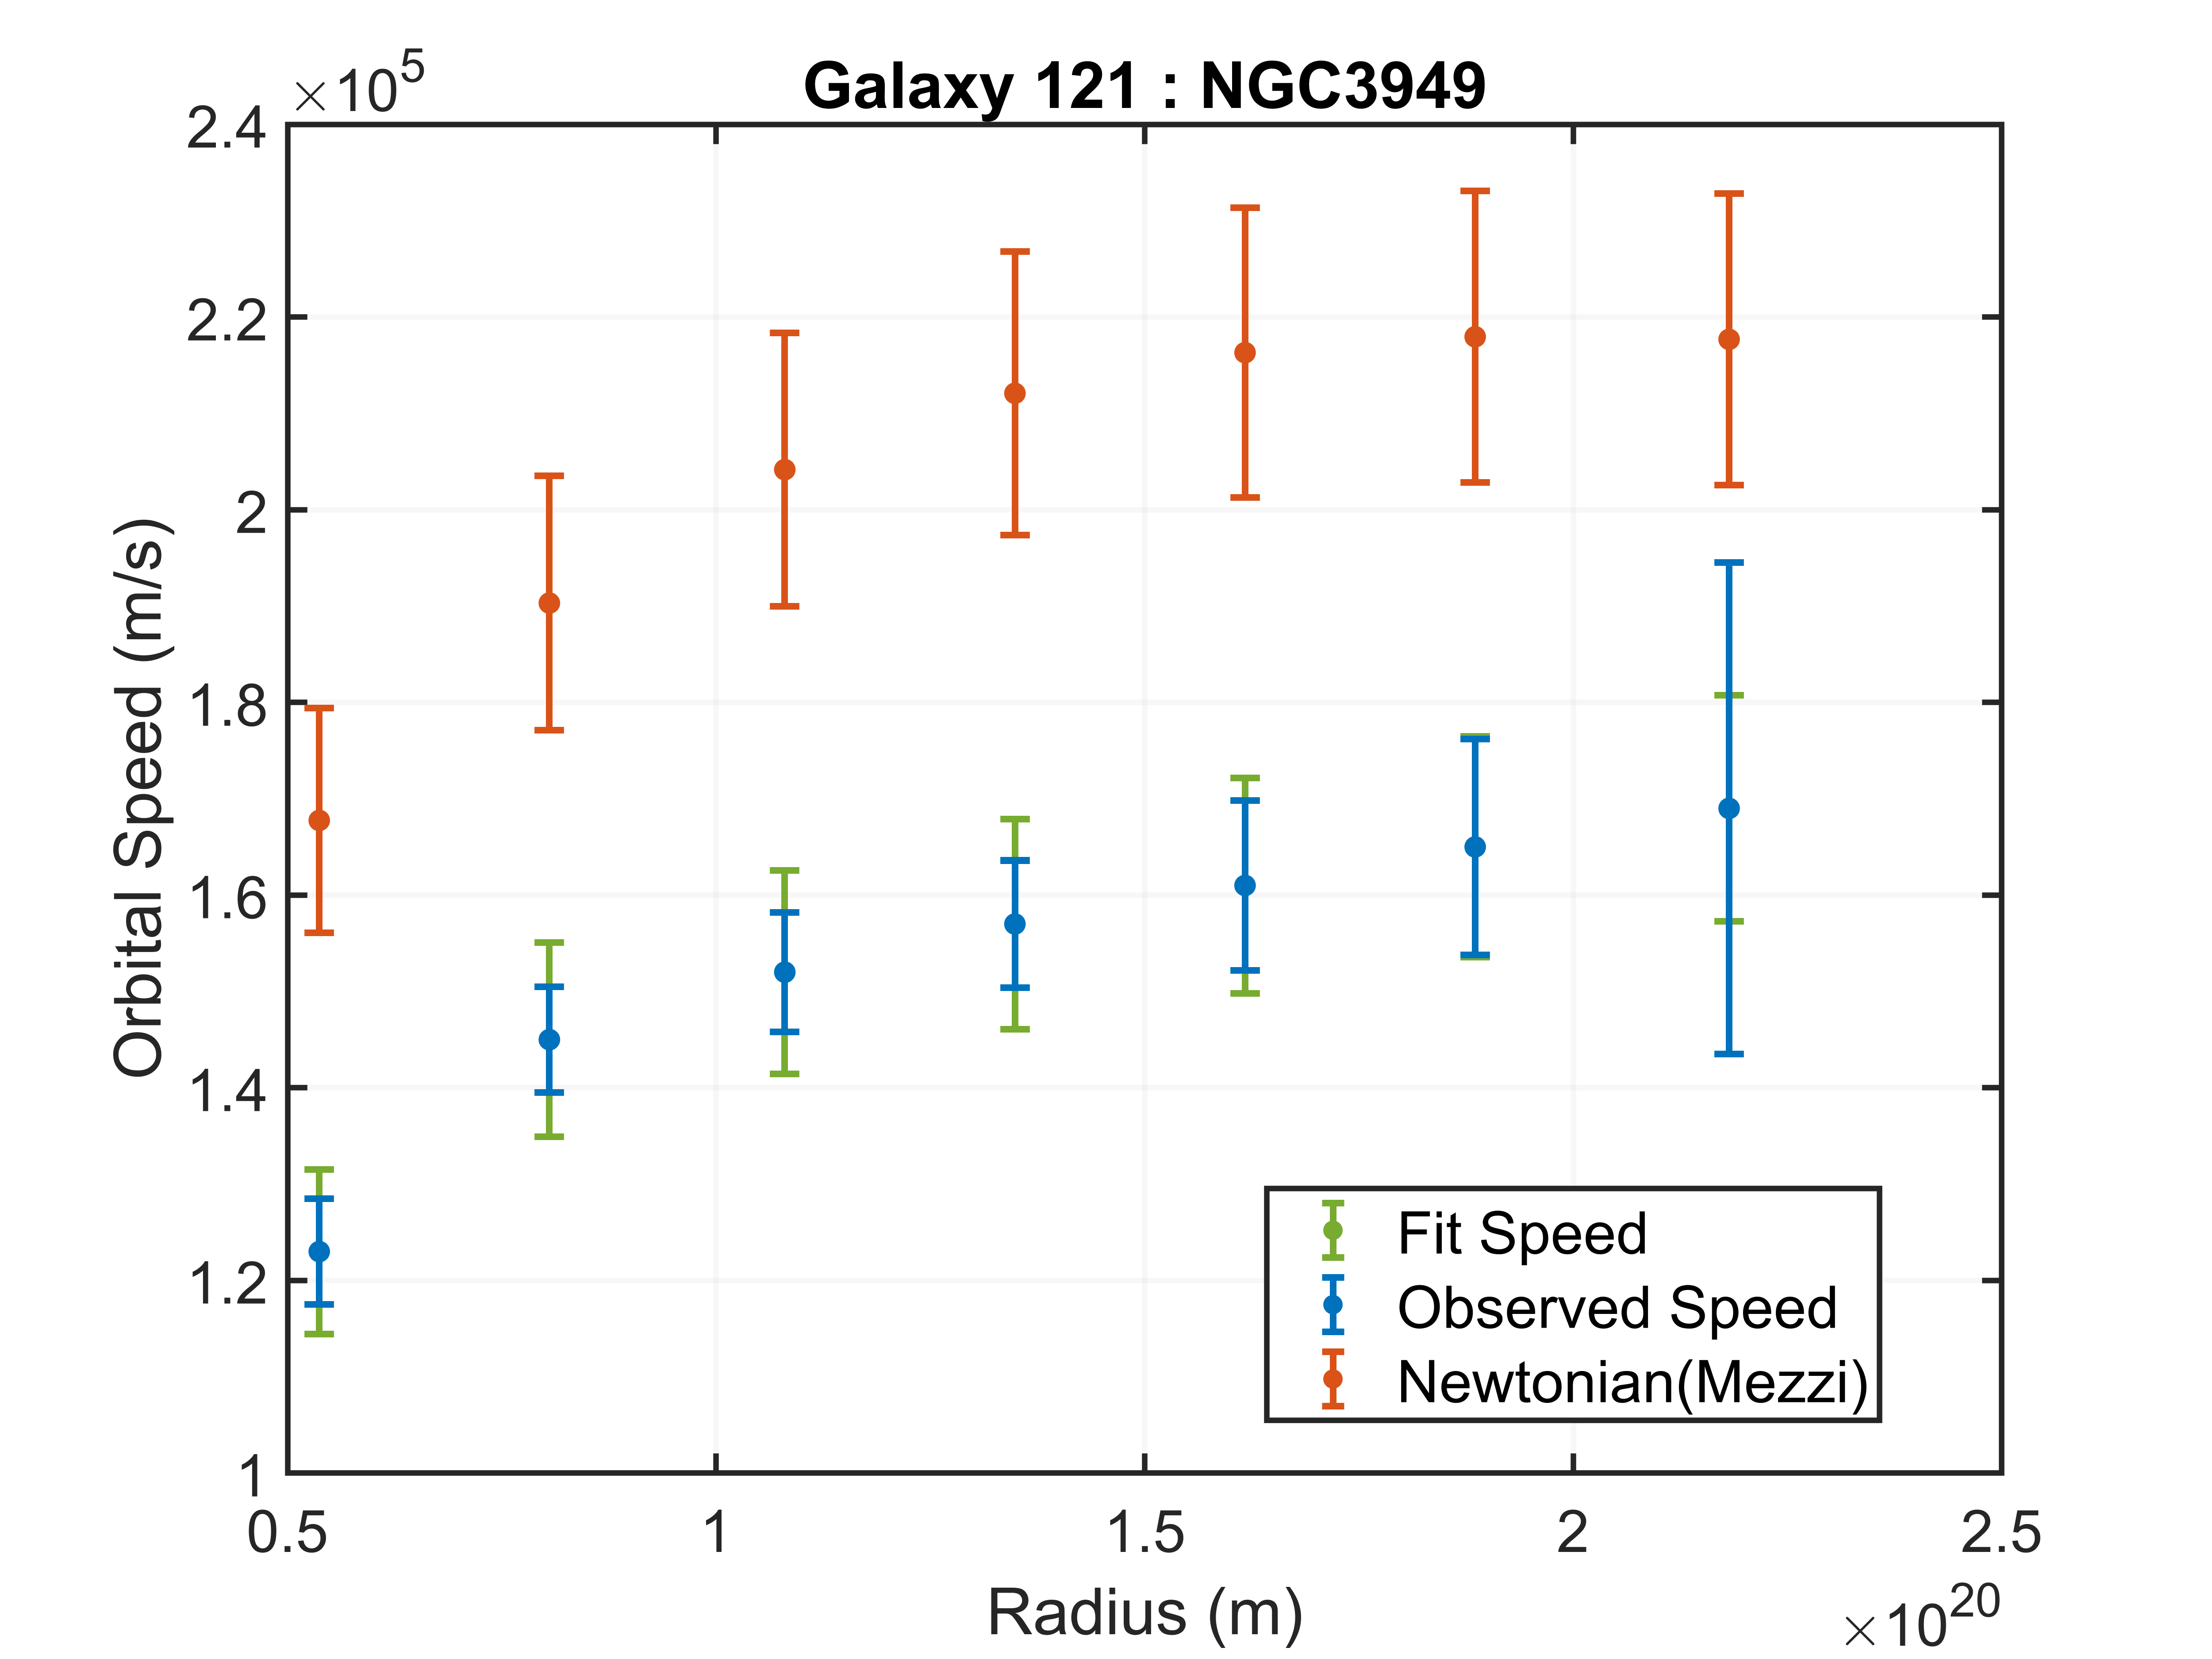 ×10^5
Galaxy 121 : NGC3949
2.4
2.2
2
1.8
1.6
1.4
1.2
1
Orbital Speed (m/s)
Fit Speed
Observed Speed
Newtonian(Mezzi)
0.5 1 1.5 2 2.5
Radius (m)
×10^20